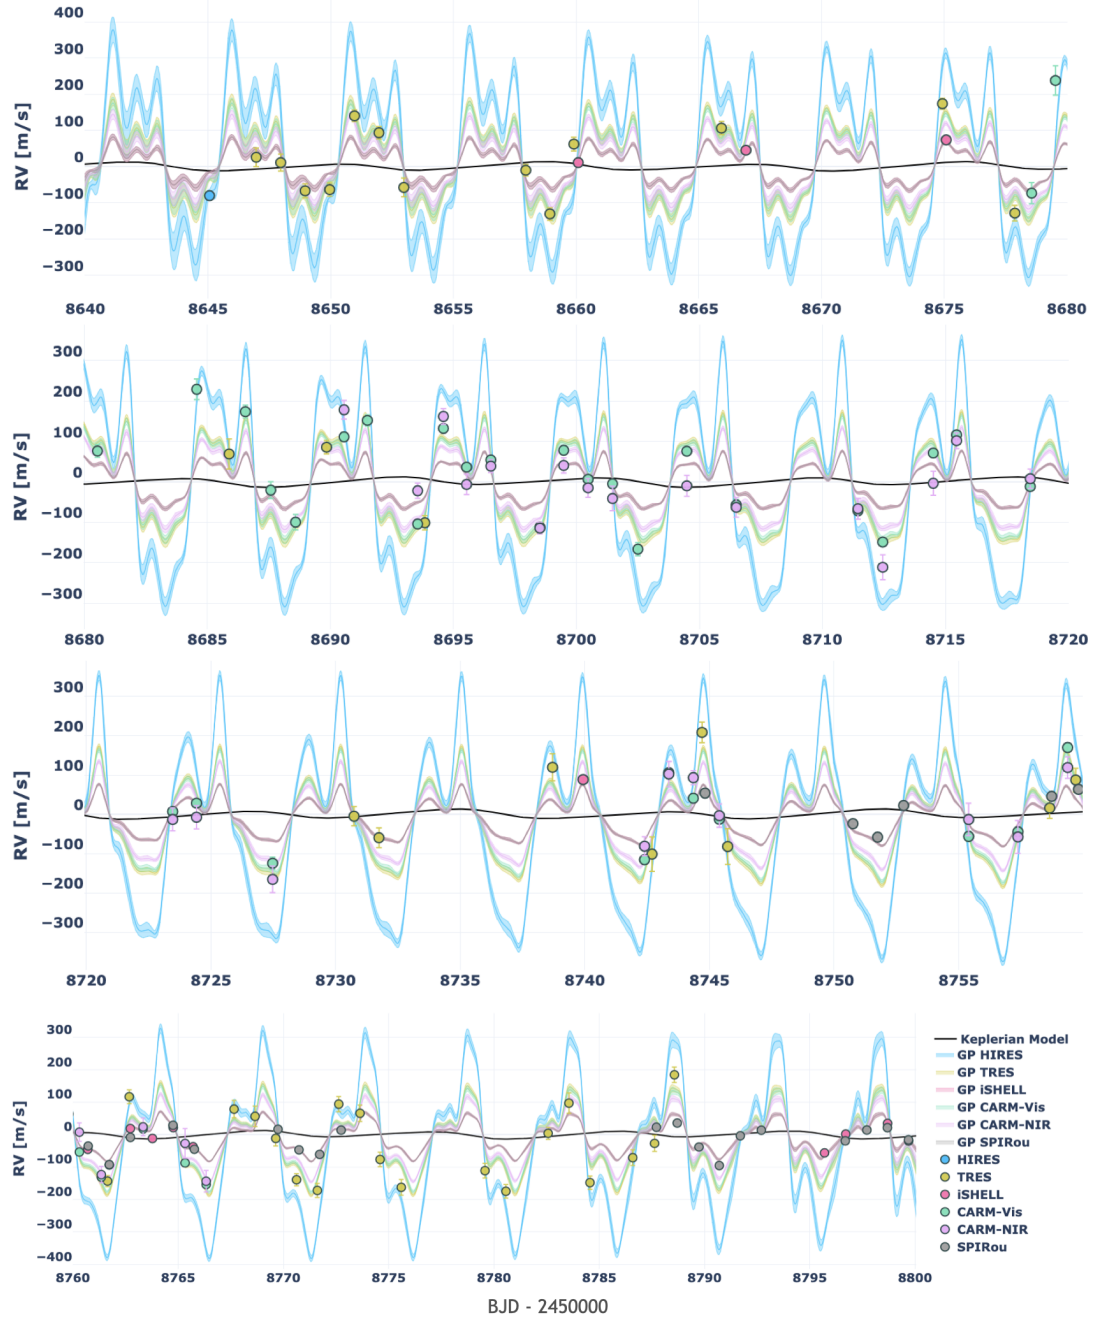 400
300
200
100
0
−100
−200
−300
RV [m/s]
8640 8645 8650 8655 8660 8665 8670 8675 8680
300
200
100
0
−100
−200
−300
RV [m/s]
8680 8685 8690 8695 8700 8705 8710 8715 8720
300
200
100
0
−100
−200
−300
RV [m/s]
8720 8725 8730 8735 8740 8745 8750 8755
300
200
100
0
−100
−200
−300
−400
RV [m/s]
8760 8765 8770 8775 8780 8785 8790 8795 8800
Keplerian Model
GP HIRES
GP TRES
GP iSHELL
GP CARM-Vis
GP CARM-NIR
GP SPIRou
HIRES
TRES
iSHELL
CARM-Vis
CARM-NIR
SPIRou
BJD - 2450000